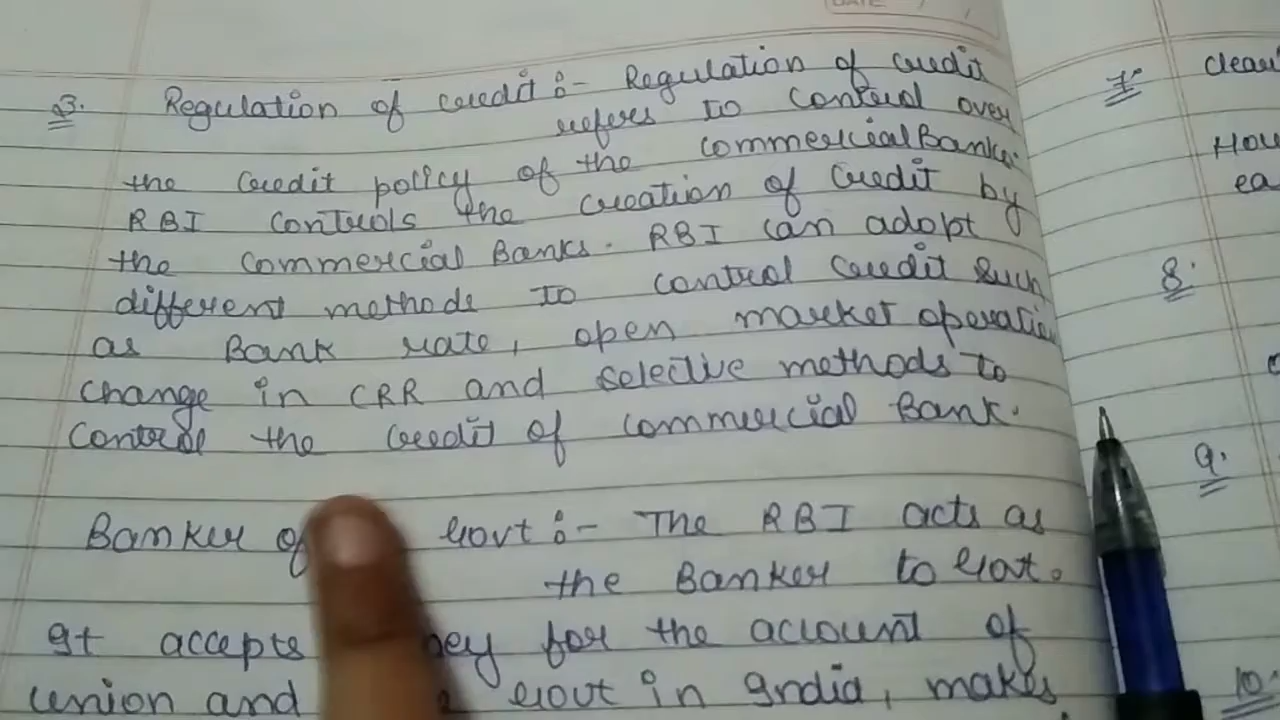 DATE / /
3. Regulation of credit :- Regulation of credit
refers to control over
the credit policy of the commercial Banks.
RBI controls the creation of credit by
the commercial Banks. RBI can adopt
different methods to control credit such
as Bank rate, open market operation
change in CRR and selective methods to
control the credit of commercial Bank.
Banker of Govt :- The RBI acts as
the Banker to Govt.
It accepts for the account of
union and Govt in India, makes
8.
9.
10.